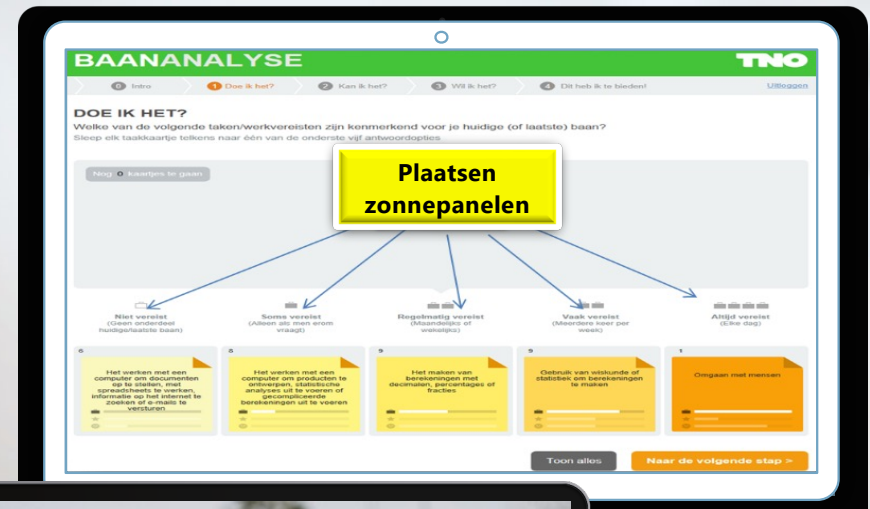 BAANANALYSE
TNO
0 Intro
1 Doe ik het?
2 Kan ik het?
3 Wil ik het?
4 Dit heb ik te bieden!
Uitloggen
DOE IK HET?
Welke van de volgende taken/werkvereisten zijn kenmerkend voor je huidige (of laatste) baan?
Sleep elk taakkaartje telkens naar één van de onderste vijf antwoordopties
Nog 0 kaartjes te gaan
Plaatsen
zonnepanelen
Niet vereist
(Geen onderdeel
huidige/laatste baan)
Soms vereist
(Alleen als men erom
vraagt)
Regelmatig vereist
(Maandelijks of
wekelijks)
Vaak vereist
(Meerdere keer per
week)
Altijd vereist
(Elke dag)
6
Het werken met een
computer om documenten
op te stellen, met
spreadsheets te werken,
informatie op het internet te
zoeken of e-mails te
versturen
8
Het werken met een
computer om producten te
ontwerpen, statistische
analyses uit te voeren of
gecompliceerde
berekeningen uit te voeren
9
Het maken van
berekeningen met
decimalen, percentages of
fracties
9
Gebruik van wiskunde of
statistiek om berekeningen
te maken
1
Omgaan met mensen
Toon alles
Naar de volgende stap >